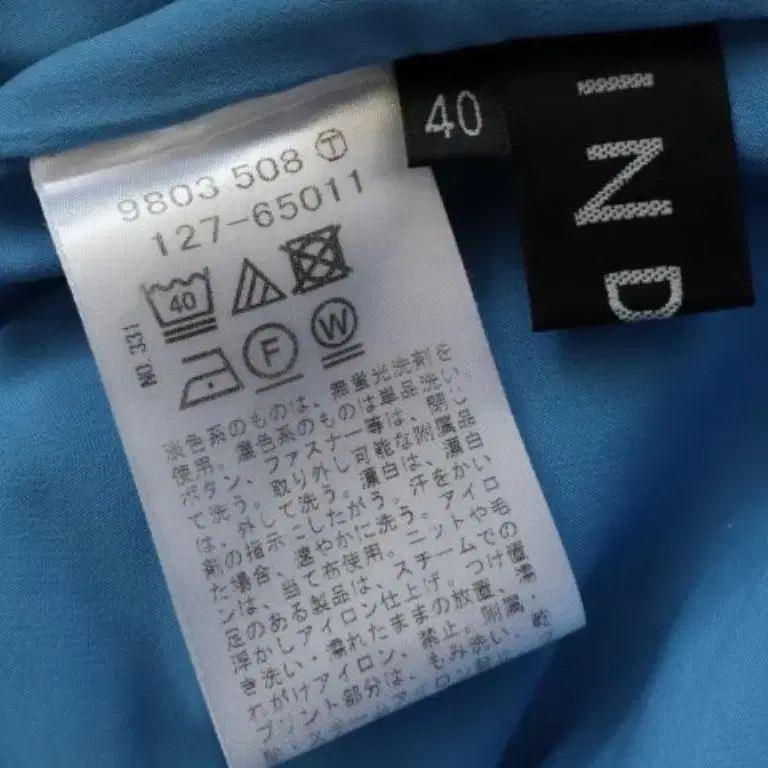 40
I N D
9803 508 Ⓣ
127-65011
40
F
W
NO. 331
淡色系のものは、無蛍光洗剤を
使用。濃色系のものは単品洗い。
ボタン、ファスナー等は、閉じ
て洗う。取り外し可能な附属品
は、外して洗う。漂白は、漂白
剤の指示にしたがう。汗をかい
た場合、速やかに洗う。アイロ
ンは、当て布使用。ニットや毛
足のある製品は、スチームでの
浮かしアイロン仕上げ。つけ置
き洗い・濡れたままの放置、濡
れがけアイロン、禁止。附属・
プリント部分は、もみ洗い、乾